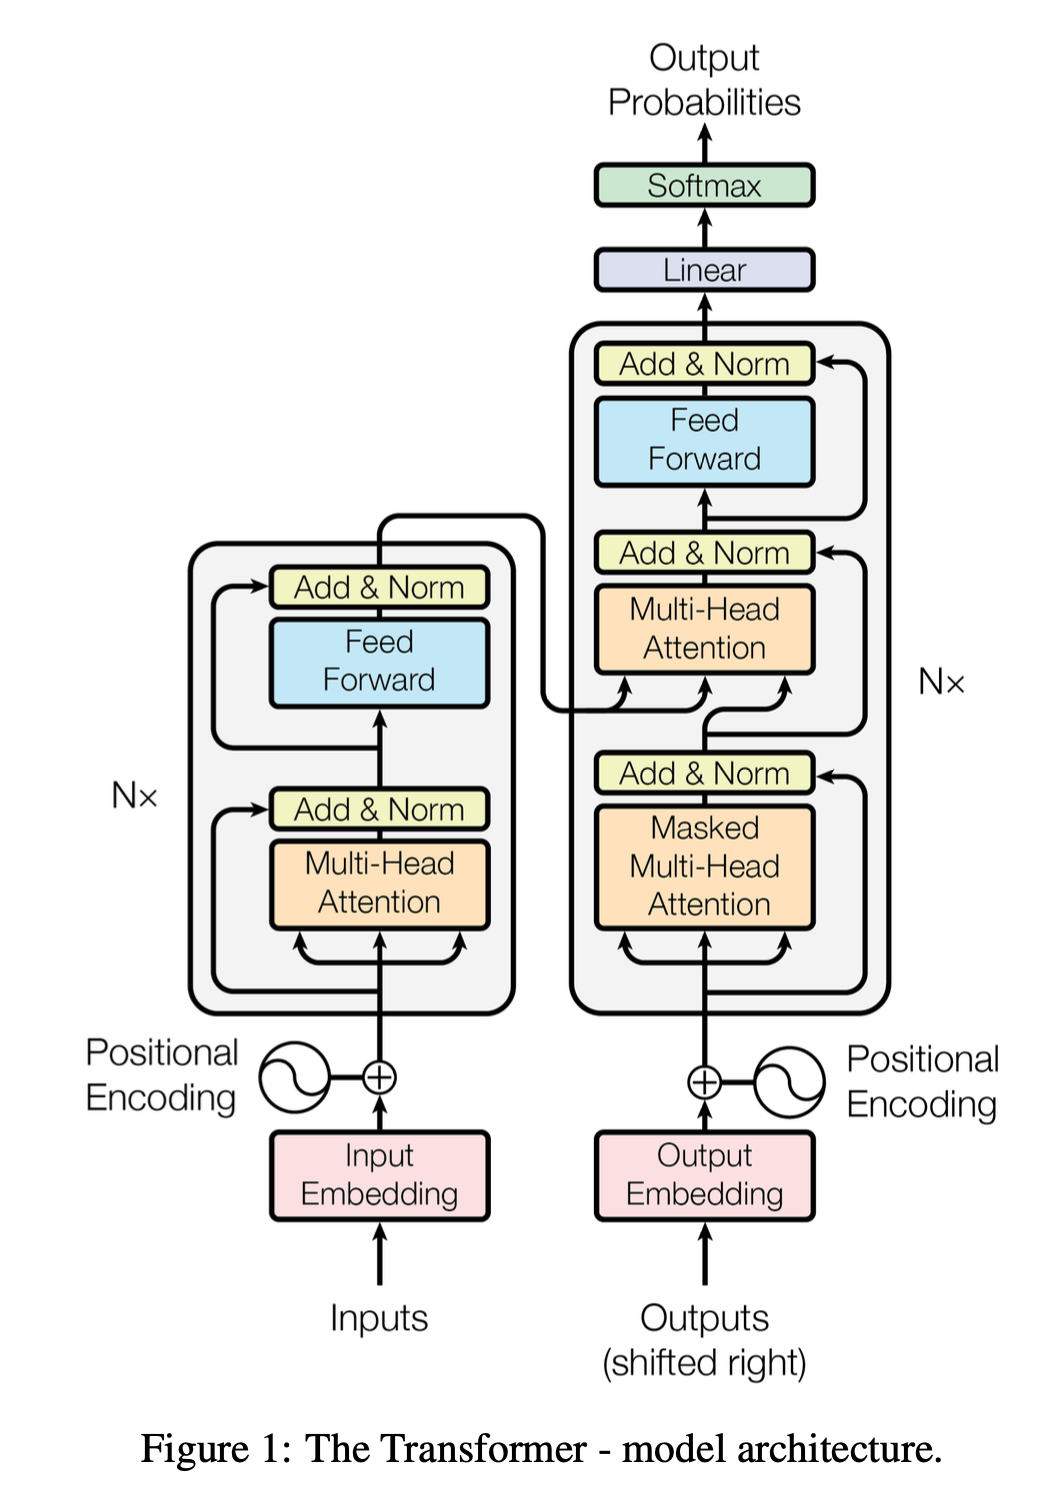 Output
Probabilities
Softmax
Linear
Add & Norm
Feed
Forward
Add & Norm
Multi-Head
Attention
Nx
Add & Norm
Masked
Multi-Head
Attention
Add & Norm
Feed
Forward
Nx
Add & Norm
Multi-Head
Attention
Positional
Encoding
Positional
Encoding
Input
Embedding
Output
Embedding
Inputs
Outputs
(shifted right)
Figure 1: The Transformer - model architecture.